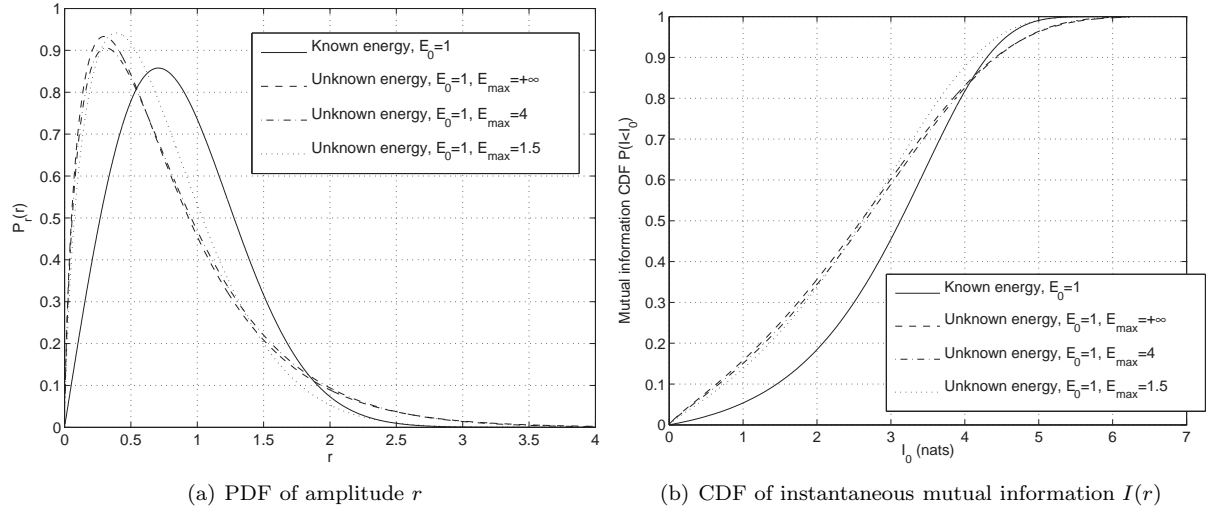 1
0.9
0.8
0.7
0.6
0.5
0.4
0.3
0.2
0.1
0
P_r(r)
0 0.5 1 1.5 2 2.5 3 3.5 4
r
Known energy, E_0=1
Unknown energy, E_0=1, E_max=+∞
Unknown energy, E_0=1, E_max=4
Unknown energy, E_0=1, E_max=1.5
(a) PDF of amplitude r
1
0.9
0.8
0.7
0.6
0.5
0.4
0.3
0.2
0.1
0
Mutual information CDF P(I<I_0)
0 1 2 3 4 5 6 7
I_0 (nats)
Known energy, E_0=1
Unknown energy, E_0=1, E_max=+∞
Unknown energy, E_0=1, E_max=4
Unknown energy, E_0=1, E_max=1.5
(b) CDF of instantaneous mutual information I(r)